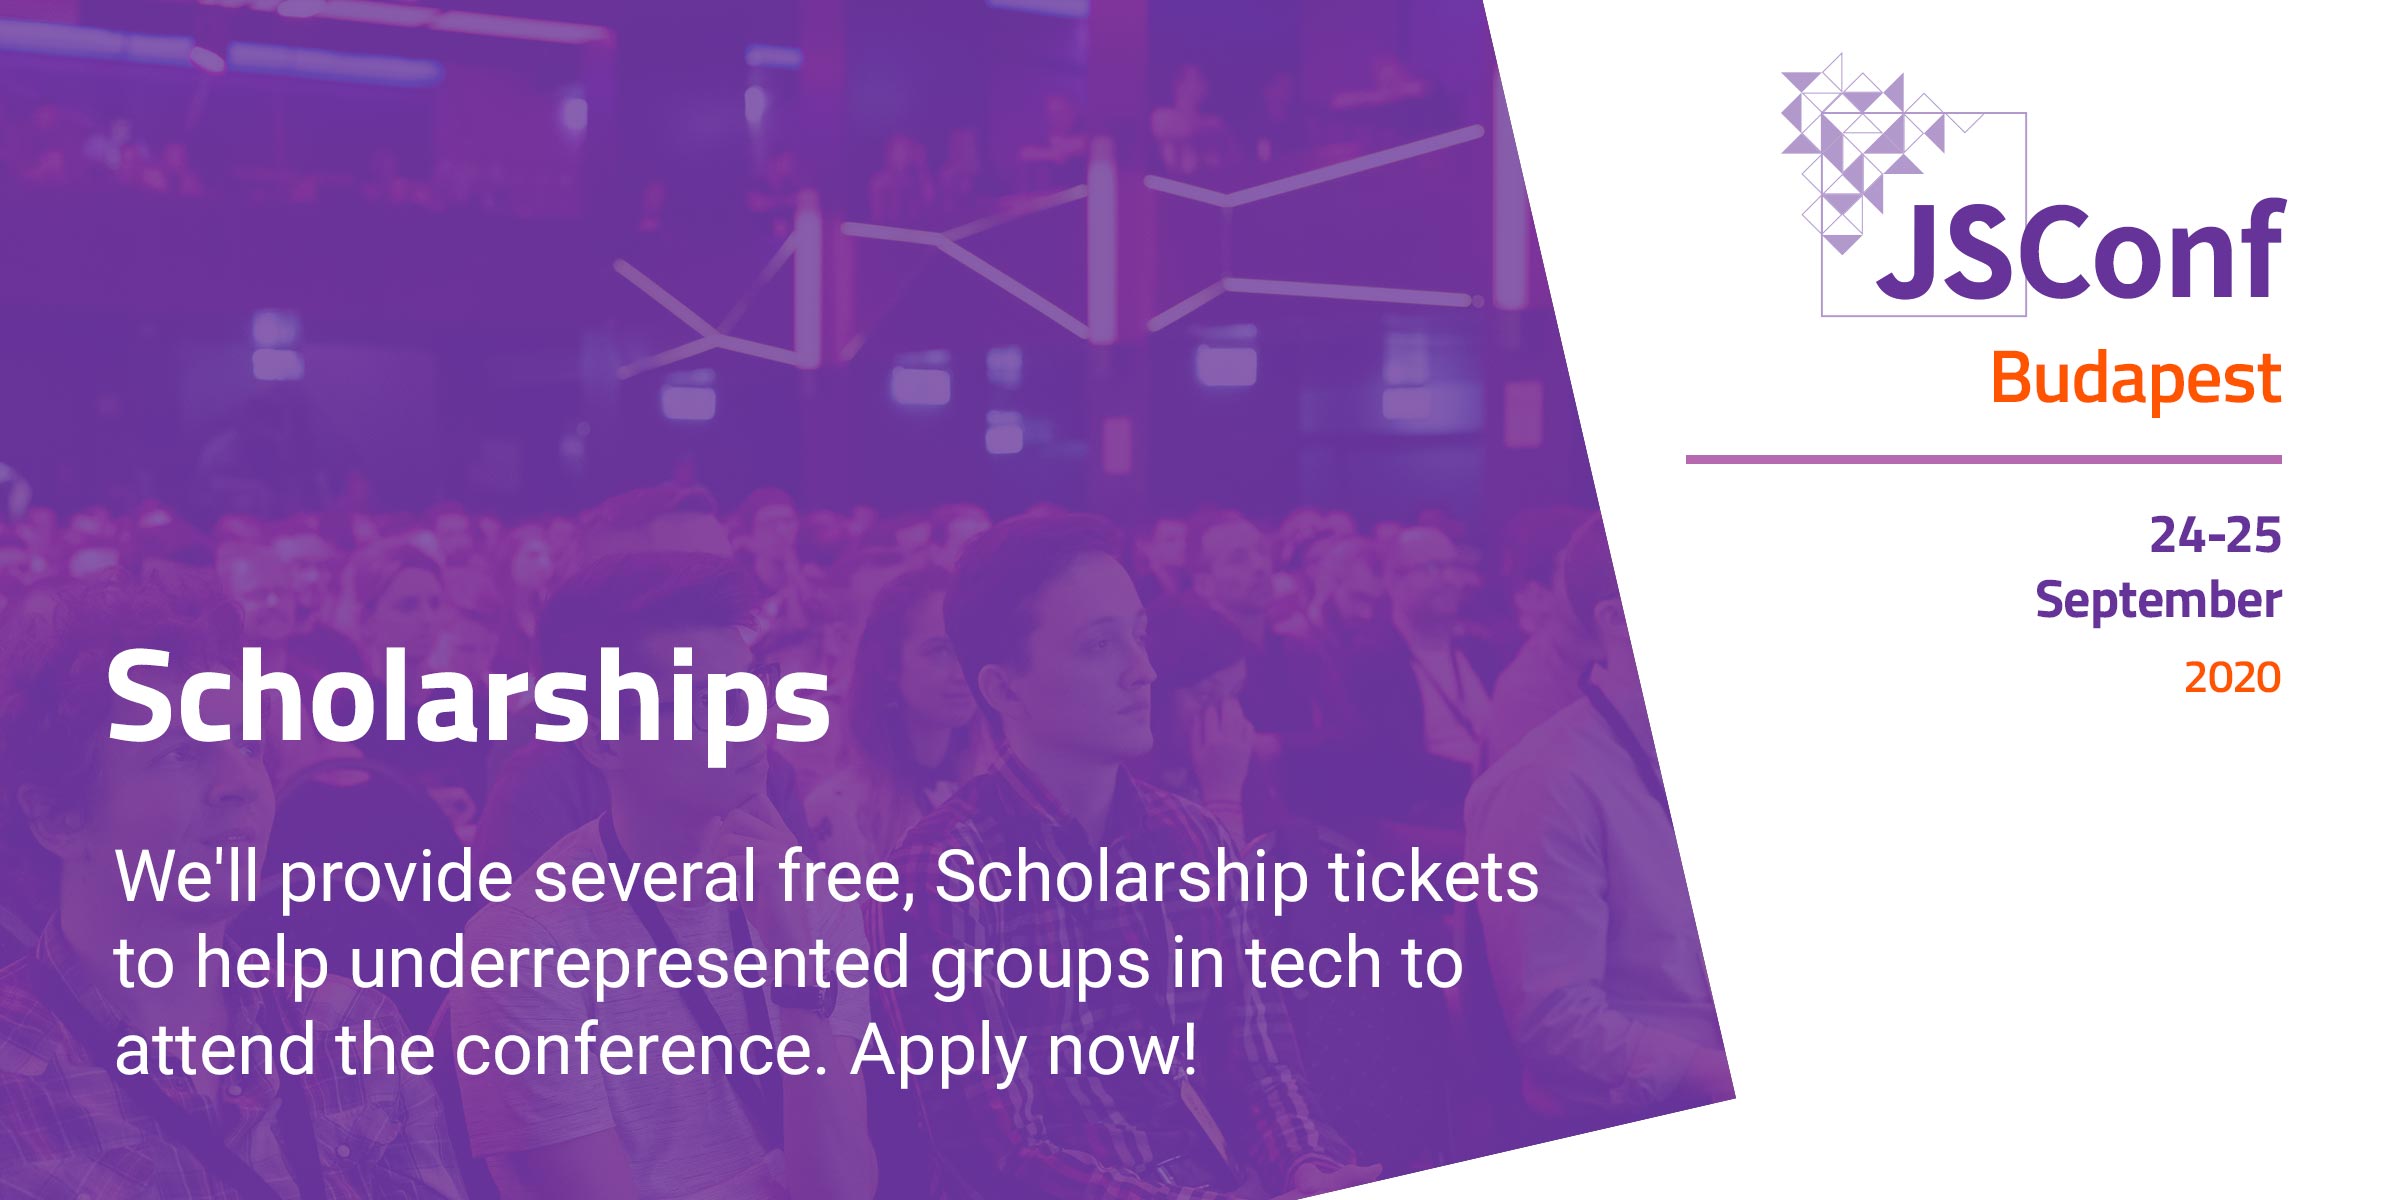 Scholarships
We'll provide several free, Scholarship tickets
to help underrepresented groups in tech to
attend the conference. Apply now!
JSConf
Budapest
24-25
September
2020